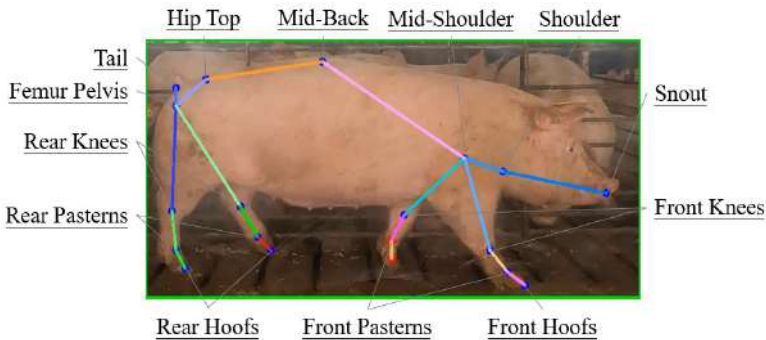 Hip Top
Mid-Back
Mid-Shoulder
Shoulder
Tail
Femur Pelvis
Snout
Rear Knees
Rear Pasterns
Front Knees
Rear Hoofs
Front Pasterns
Front Hoofs